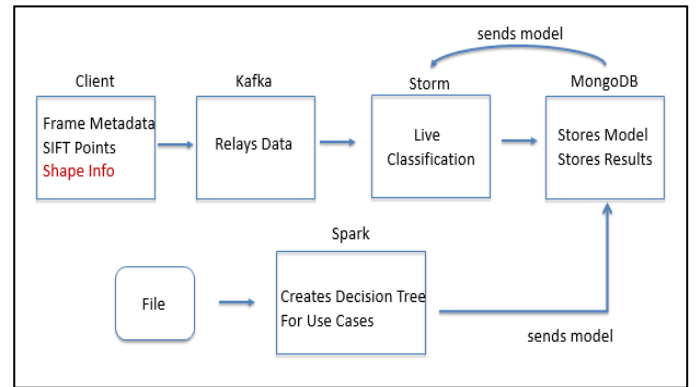 sends model
Client
Kafka
Storm
MongoDB
Frame Metadata
SIFT Points
Shape Info
Relays Data
Live
Classification
Stores Model
Stores Results
Spark
File
Creates Decision Tree
For Use Cases
sends model